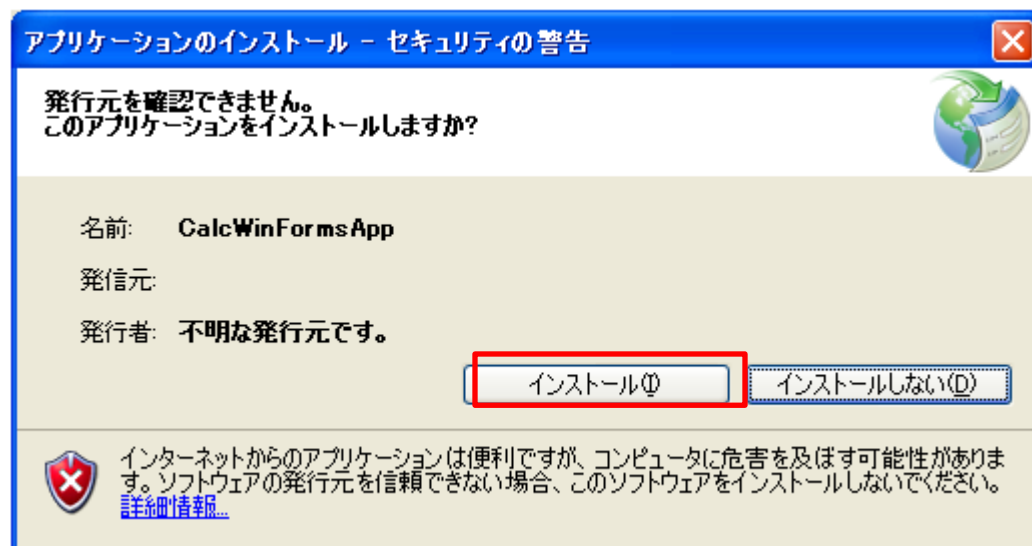 アプリケーションのインストール - セキュリティの警告
発行元を確認できません。
このアプリケーションをインストールしますか?
名前: CalcWinFormsApp
発信元:
発行者: 不明な発行元です。
インストール(I) インストールしない(D)
インターネットからのアプリケーションは便利ですが、コンピュータに危害を及ぼす可能性がありま
す。ソフトウェアの発行元を信頼できない場合、このソフトウェアをインストールしないでください。
詳細情報...